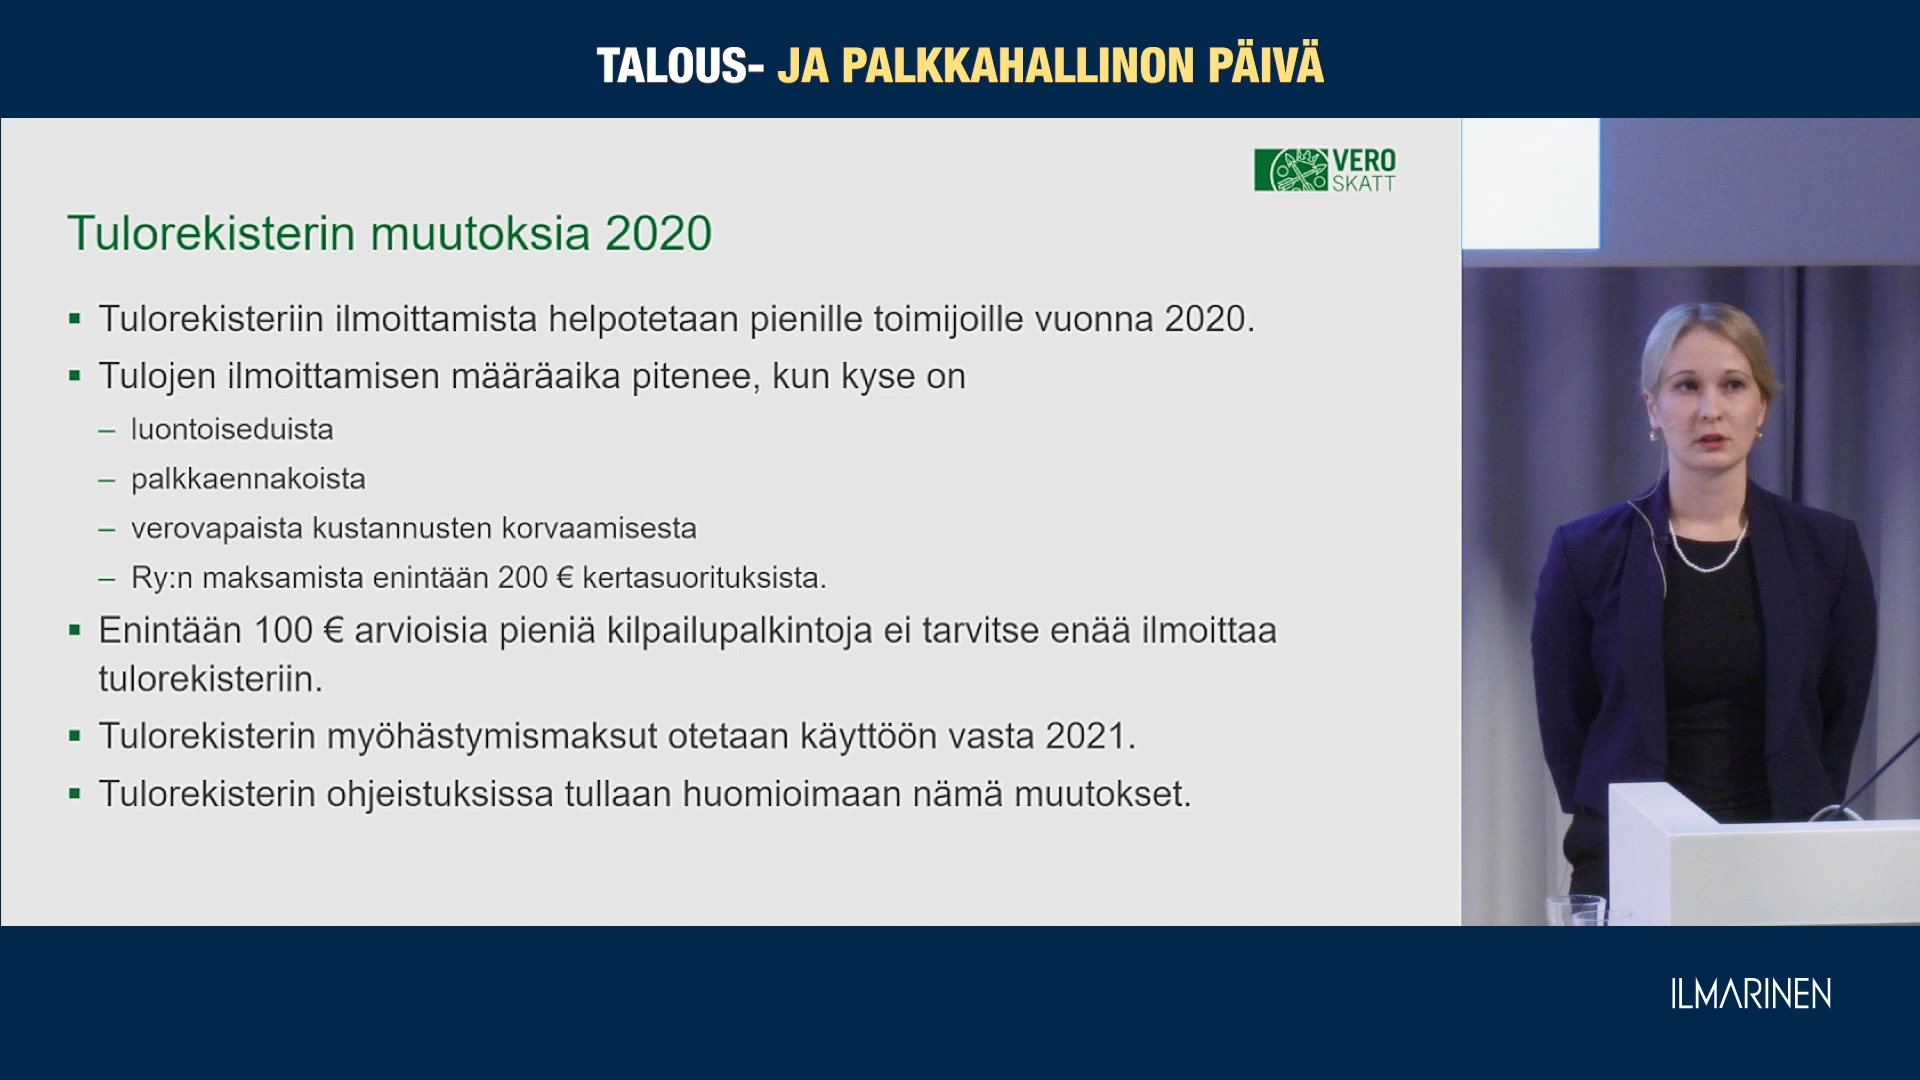 TALOUS- JA PALKKAHALLINON PÄIVÄ
VERO
SKATT
Tulorekisterin muutoksia 2020
▪ Tulorekisteriin ilmoittamista helpotetaan pienille toimijoille vuonna 2020.
▪ Tulojen ilmoittamisen määräaika pitenee, kun kyse on
– luontoiseduista
– palkkaennakoista
– verovapaista kustannusten korvaamisesta
– Ry:n maksamista enintään 200 € kertasuorituksista.
▪ Enintään 100 € arvioisia pieniä kilpailupalkintoja ei tarvitse enää ilmoittaa
tulorekisteriin.
▪ Tulorekisterin myöhästymismaksut otetaan käyttöön vasta 2021.
▪ Tulorekisterin ohjeistuksissa tullaan huomioimaan nämä muutokset.
ILMARINEN